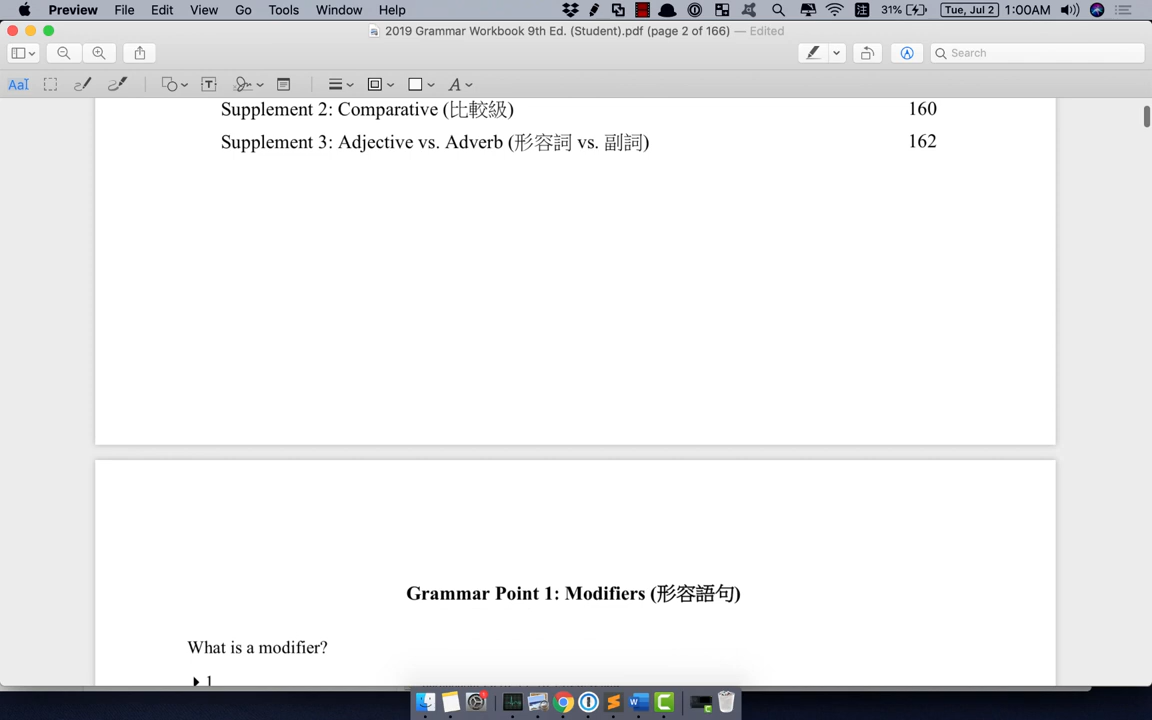 Preview File Edit View Go Tools Window Help 31% Tue, Jul 2 1:00AM
2019 Grammar Workbook 9th Ed. (Student).pdf (page 2 of 166) — Edited
Search
AaI T A
Supplement 2: Comparative (比較級) 160
Supplement 3: Adjective vs. Adverb (形容詞 vs. 副詞) 162
Grammar Point 1: Modifiers (形容語句)
What is a modifier?
1